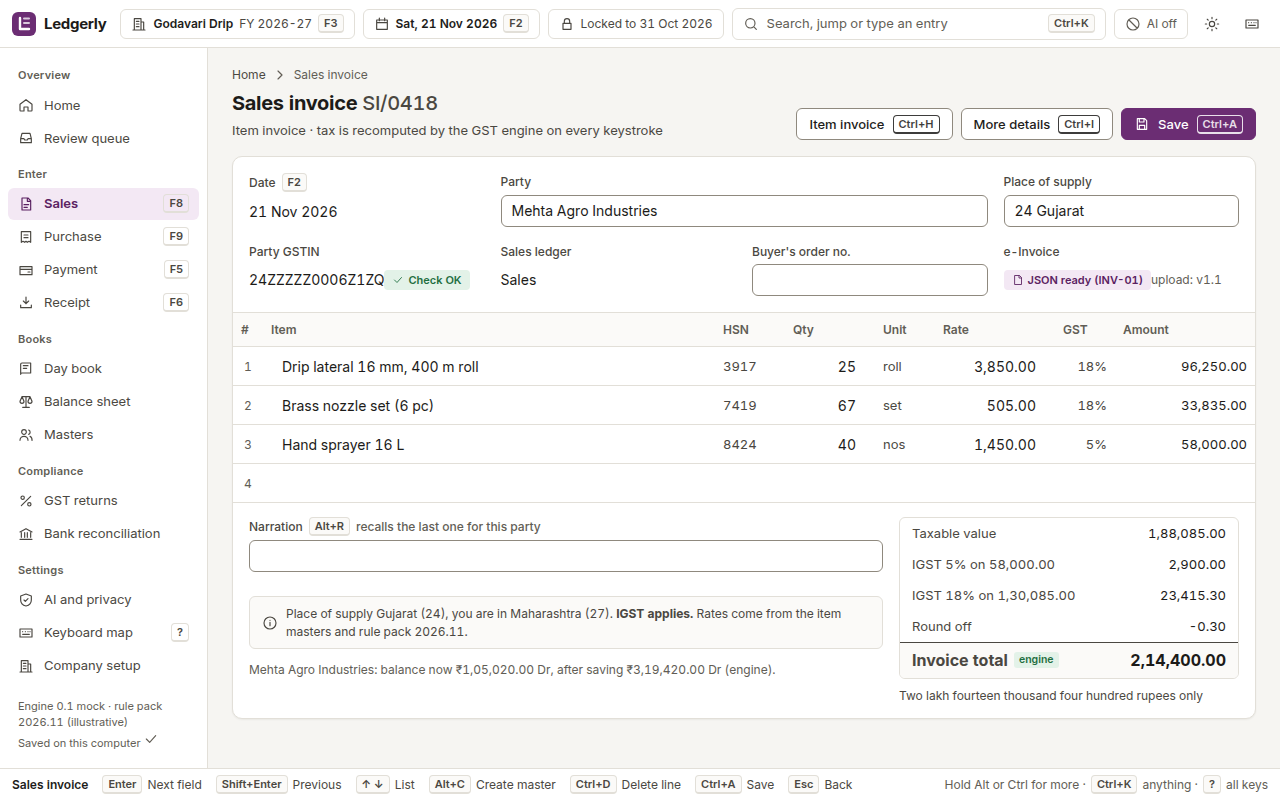 Ledgerly
Godavari Drip FY 2026-27 F3
Sat, 21 Nov 2026 F2
Locked to 31 Oct 2026
Search, jump or type an entry Ctrl+K
AI off
Overview
Home
Review queue
Enter
Sales F8
Purchase F9
Payment F5
Receipt F6
Books
Day book
Balance sheet
Masters
Compliance
GST returns
Bank reconciliation
Settings
AI and privacy
Keyboard map ?
Company setup
Engine 0.1 mock · rule pack
2026.11 (illustrative)
Saved on this computer
Home > Sales invoice
Sales invoice SI/0418
Item invoice · tax is recomputed by the GST engine on every keystroke
Item invoice Ctrl+H
More details Ctrl+I
Save Ctrl+A
Date F2
21 Nov 2026
Party
Mehta Agro Industries
Place of supply
24 Gujarat
Party GSTIN
24ZZZZZ0006Z1ZQ Check OK
Sales ledger
Sales
Buyer's order no.
e-Invoice
JSON ready (INV-01) upload: v1.1
# Item HSN Qty Unit Rate GST Amount
1 Drip lateral 16 mm, 400 m roll 3917 25 roll 3,850.00 18% 96,250.00
2 Brass nozzle set (6 pc) 7419 67 set 505.00 18% 33,835.00
3 Hand sprayer 16 L 8424 40 nos 1,450.00 5% 58,000.00
4
Narration Alt+R recalls the last one for this party
Place of supply Gujarat (24), you are in Maharashtra (27). IGST applies. Rates come from the item
masters and rule pack 2026.11.
Mehta Agro Industries: balance now ₹1,05,020.00 Dr, after saving ₹3,19,420.00 Dr (engine).
Taxable value 1,88,085.00
IGST 5% on 58,000.00 2,900.00
IGST 18% on 1,30,085.00 23,415.30
Round off -0.30
Invoice total engine 2,14,400.00
Two lakh fourteen thousand four hundred rupees only
Sales invoice Enter Next field Shift+Enter Previous ↑↓ List Alt+C Create master Ctrl+D Delete line Ctrl+A Save Esc Back Hold Alt or Ctrl for more · Ctrl+K anything · ? all keys